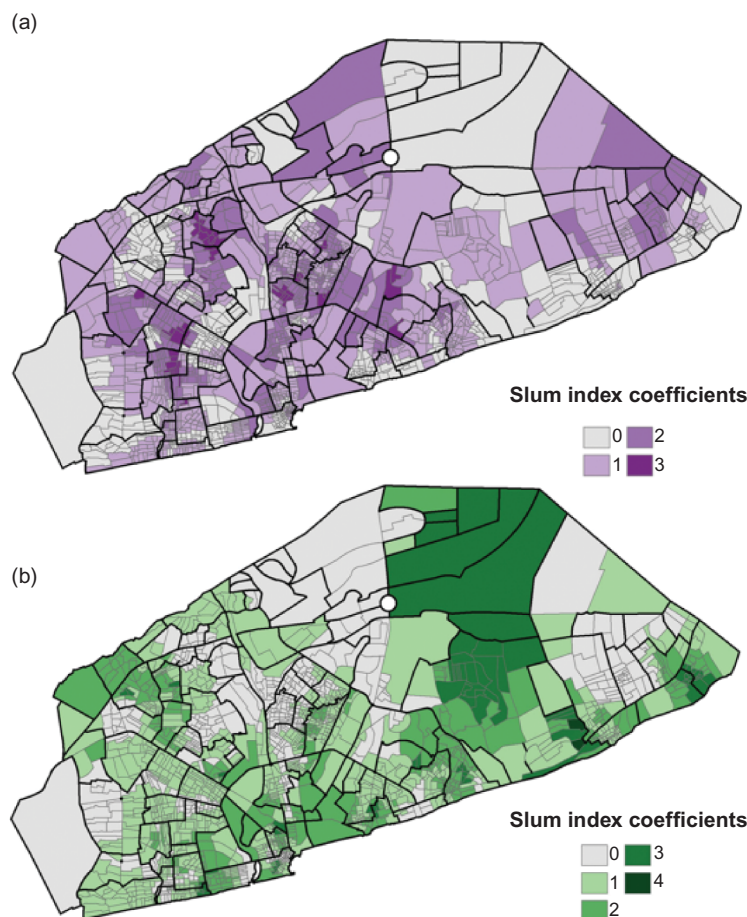 (a)
Slum index coefficients
0 2
1 3
(b)
Slum index coefficients
0 3
1 4
2